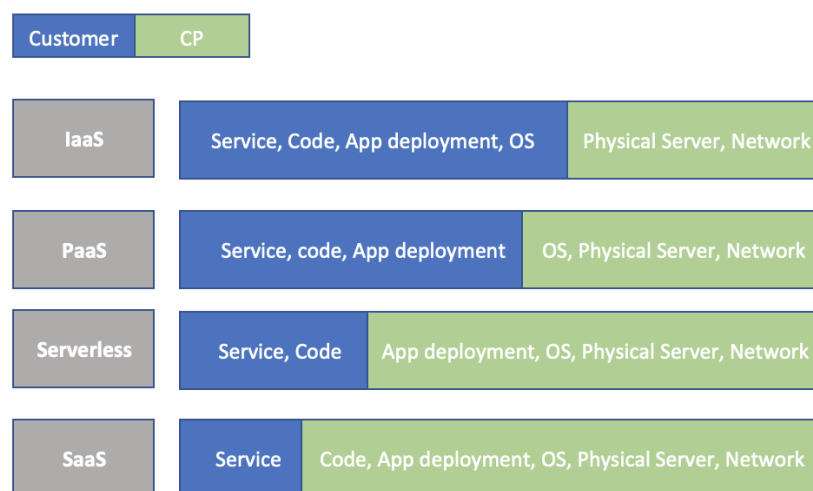 Customer CP
IaaS Service, Code, App deployment, OS Physical Server, Network
PaaS Service, code, App deployment OS, Physical Server, Network
Serverless Service, Code App deployment, OS, Physical Server, Network
SaaS Service Code, App deployment, OS, Physical Server, Network